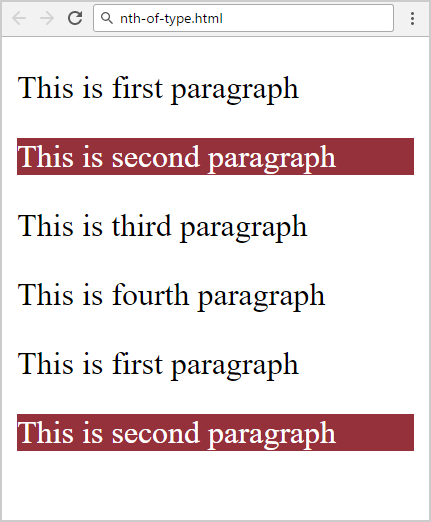 nth-of-type.html
This is first paragraph
This is second paragraph
This is third paragraph
This is fourth paragraph
This is first paragraph
This is second paragraph